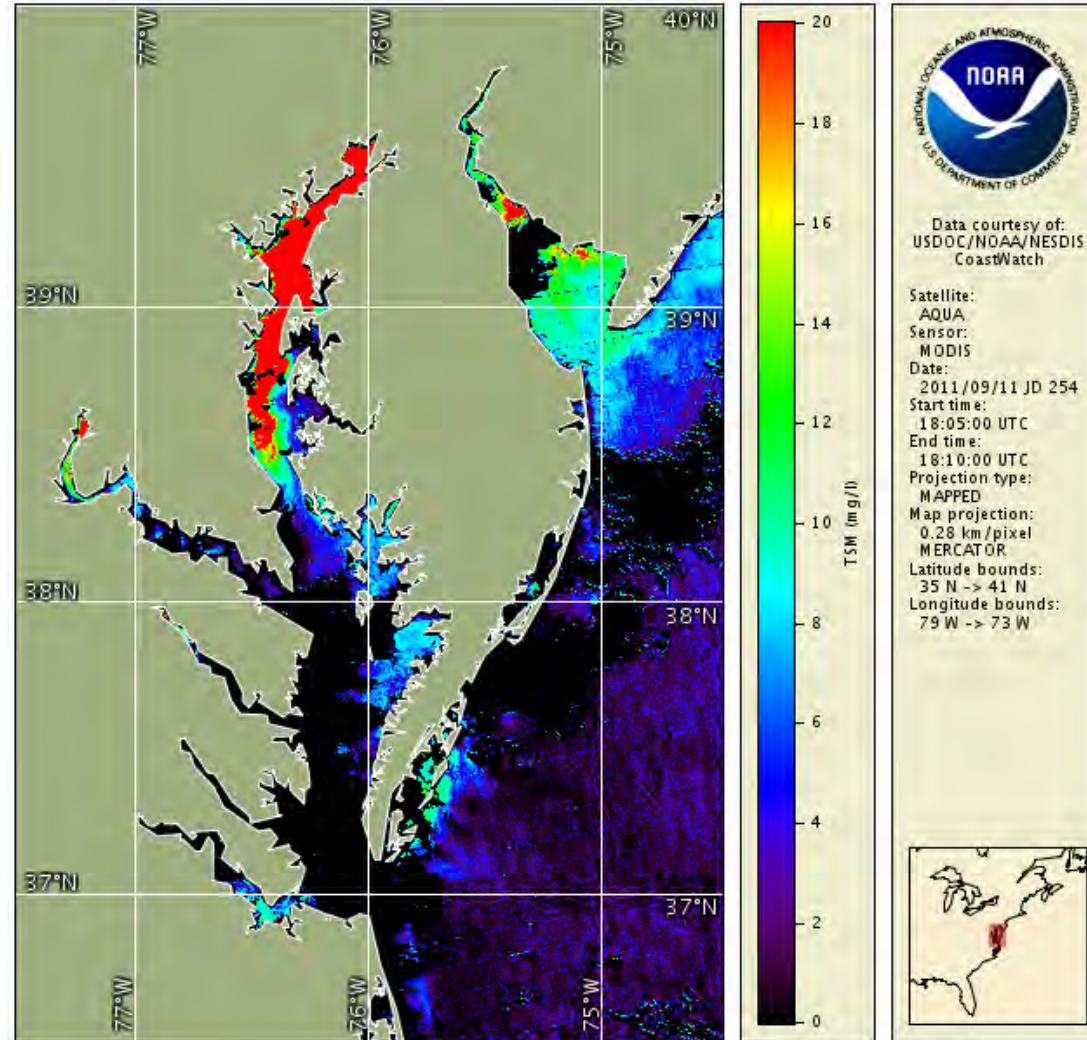 77°W
76°W
75°W
40°N
39°N
39°N
38°N
38°N
37°N
37°N
77°W
76°W
75°W
20
18
16
14
12
10
8
6
4
2
0
TSM (mg/l)
NATIONAL OCEANIC AND ATMOSPHERIC ADMINISTRATION
NOAA
U.S. DEPARTMENT OF COMMERCE
Data courtesy of:
USDOC/NOAA/NESDIS
CoastWatch
Satellite:
AQUA
Sensor:
MODIS
Date:
2011/09/11 JD 254
Start time:
18:05:00 UTC
End time:
18:10:00 UTC
Projection type:
MAPPED
Map projection:
0.28 km/pixel
MERCATOR
Latitude bounds:
35 N -> 41 N
Longitude bounds:
79 W -> 73 W